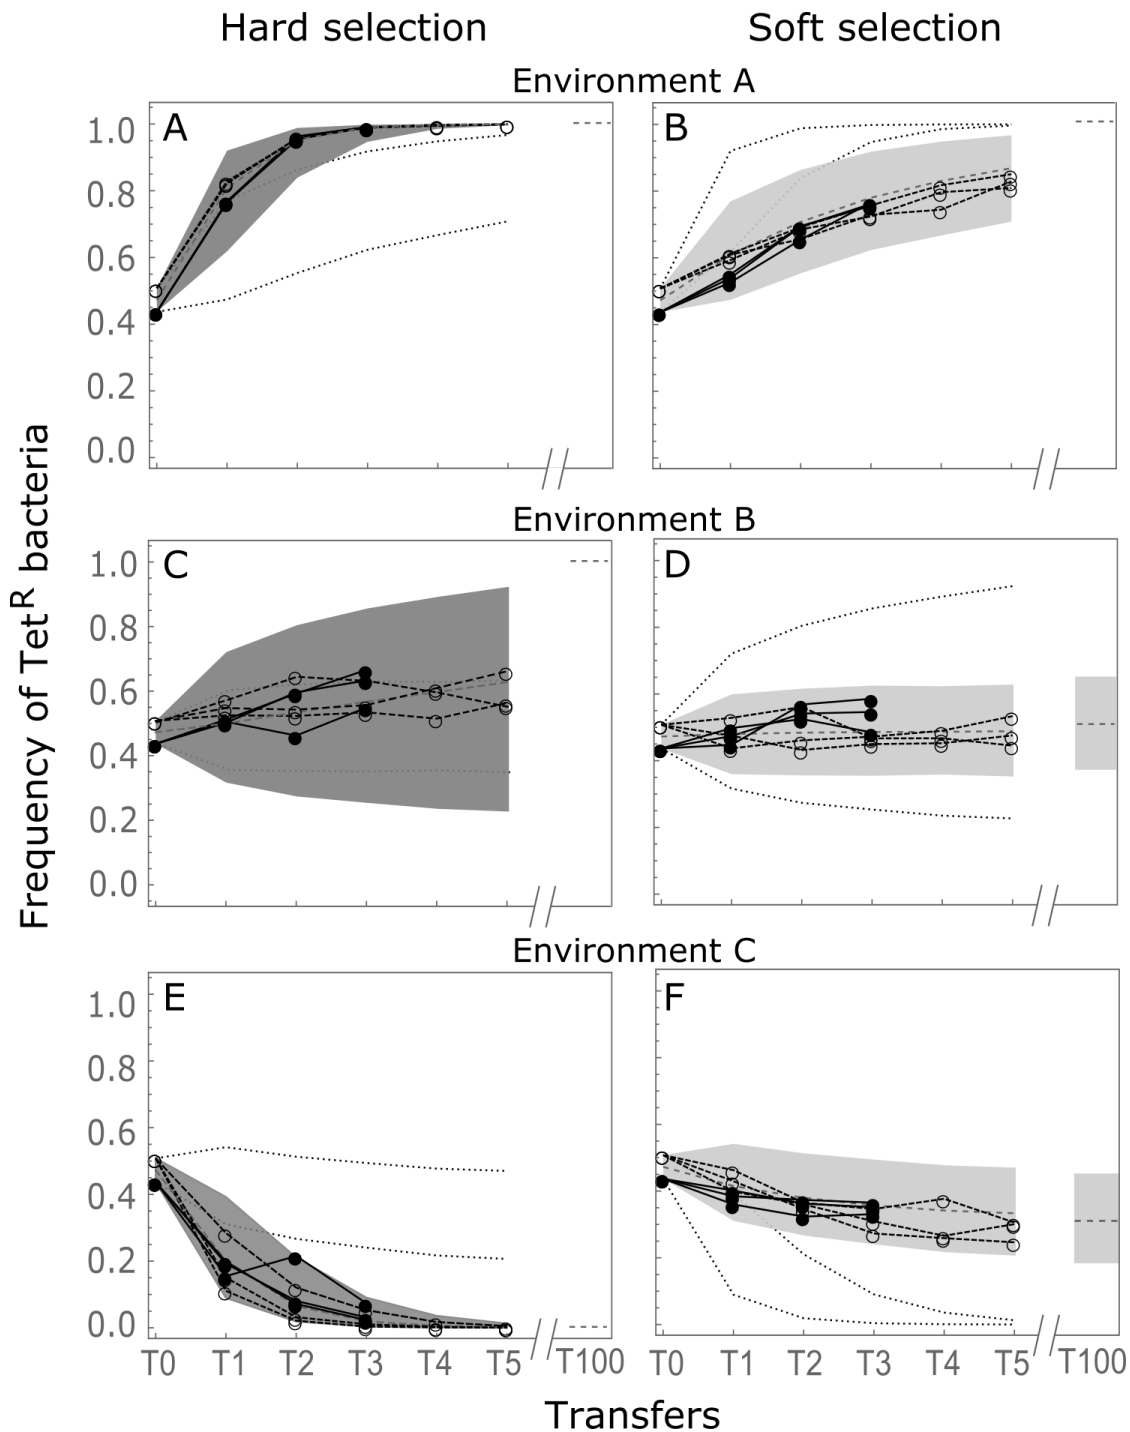 Hard selection Soft selection
Environment A
A B
1.0
0.8
0.6
0.4
0.2
0.0
Environment B
C D
1.0
0.8
0.6
0.4
0.2
0.0
Environment C
E F
1.0
0.8
0.6
0.4
0.2
0.0
Frequency of Tet^R bacteria
T0 T1 T2 T3 T4 T5 T100 T0 T1 T2 T3 T4 T5 T100
Transfers